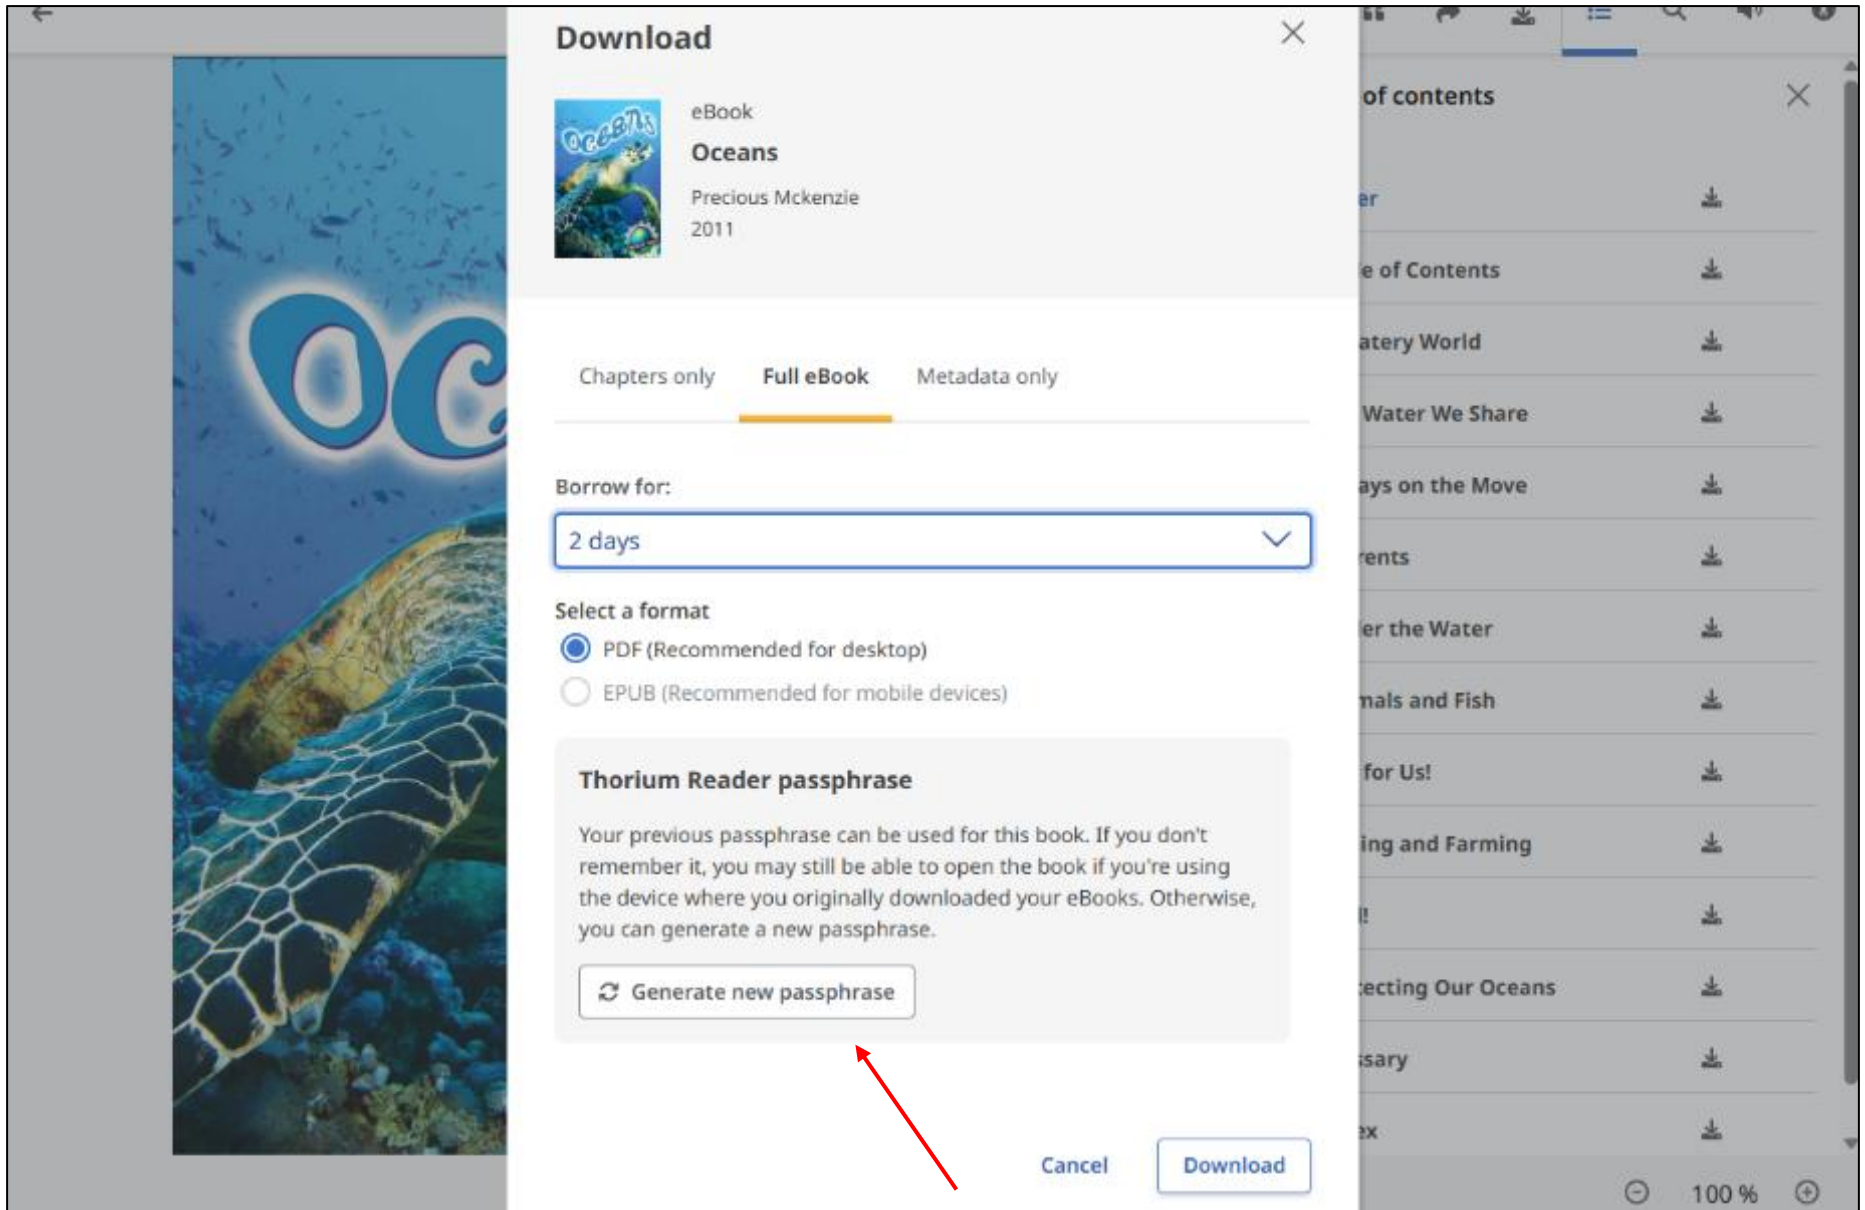 Download
eBook
Oceans
Precious Mckenzie
2011
Oceans
Chapters only Full eBook Metadata only
Borrow for:
2 days
Select a format
PDF (Recommended for desktop)
EPUB (Recommended for mobile devices)
Thorium Reader passphrase
Your previous passphrase can be used for this book. If you don't
remember it, you may still be able to open the book if you're using
the device where you originally downloaded your eBooks. Otherwise,
you can generate a new passphrase.
Generate new passphrase
Cancel Download
OC
of contents
er
e of Contents
atery World
Water We Share
ays on the Move
rents
er the Water
mals and Fish
for Us!
ing and Farming
l!
tecting Our Oceans
ssary
ex
100 %